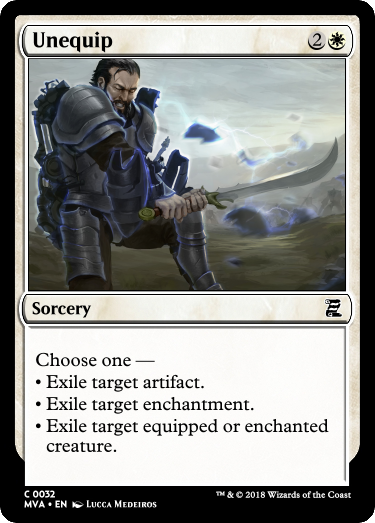 Unequip 2
Sorcery
Choose one —
• Exile target artifact.
• Exile target enchantment.
• Exile target equipped or enchanted
creature.
C 0032
MVA • EN Lucca Medeiros
™ & © 2018 Wizards of the Coast